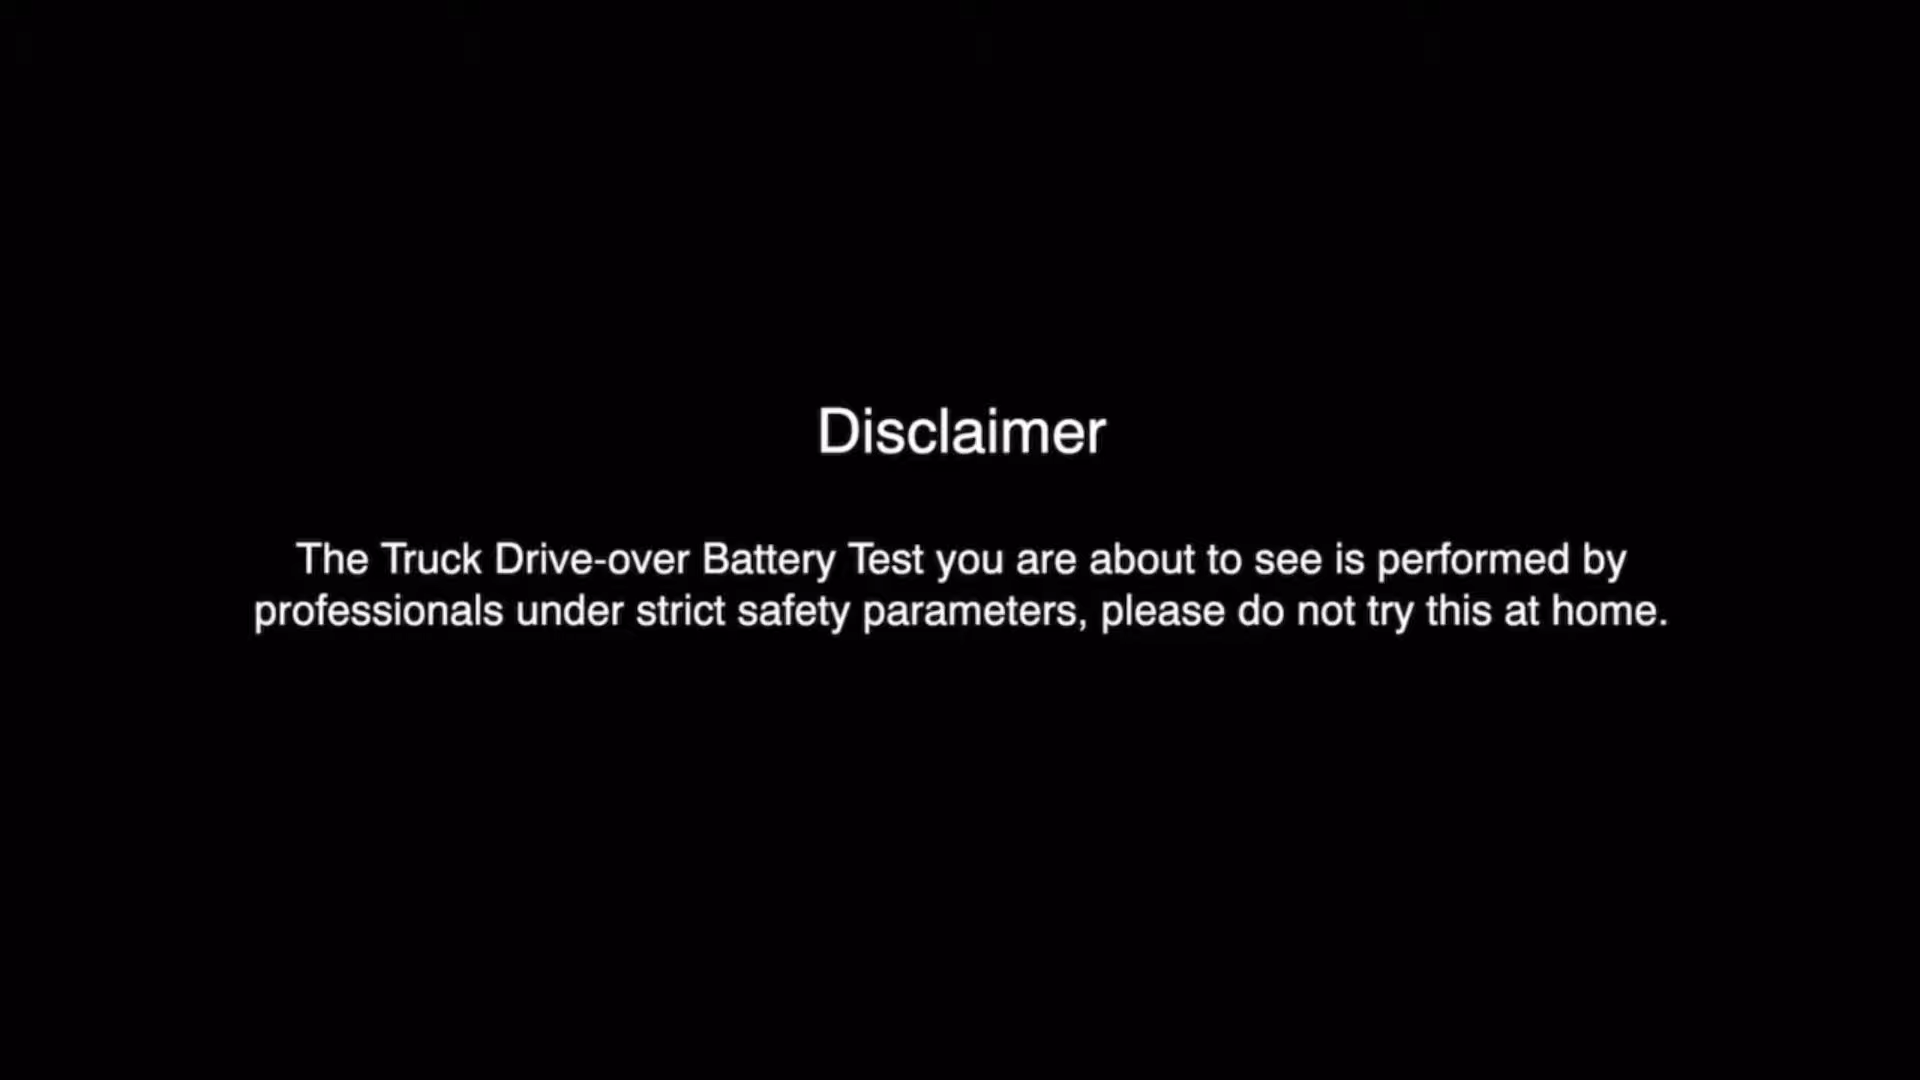 Disclaimer
The Truck Drive-over Battery Test you are about to see is performed by
professionals under strict safety parameters, please do not try this at home.